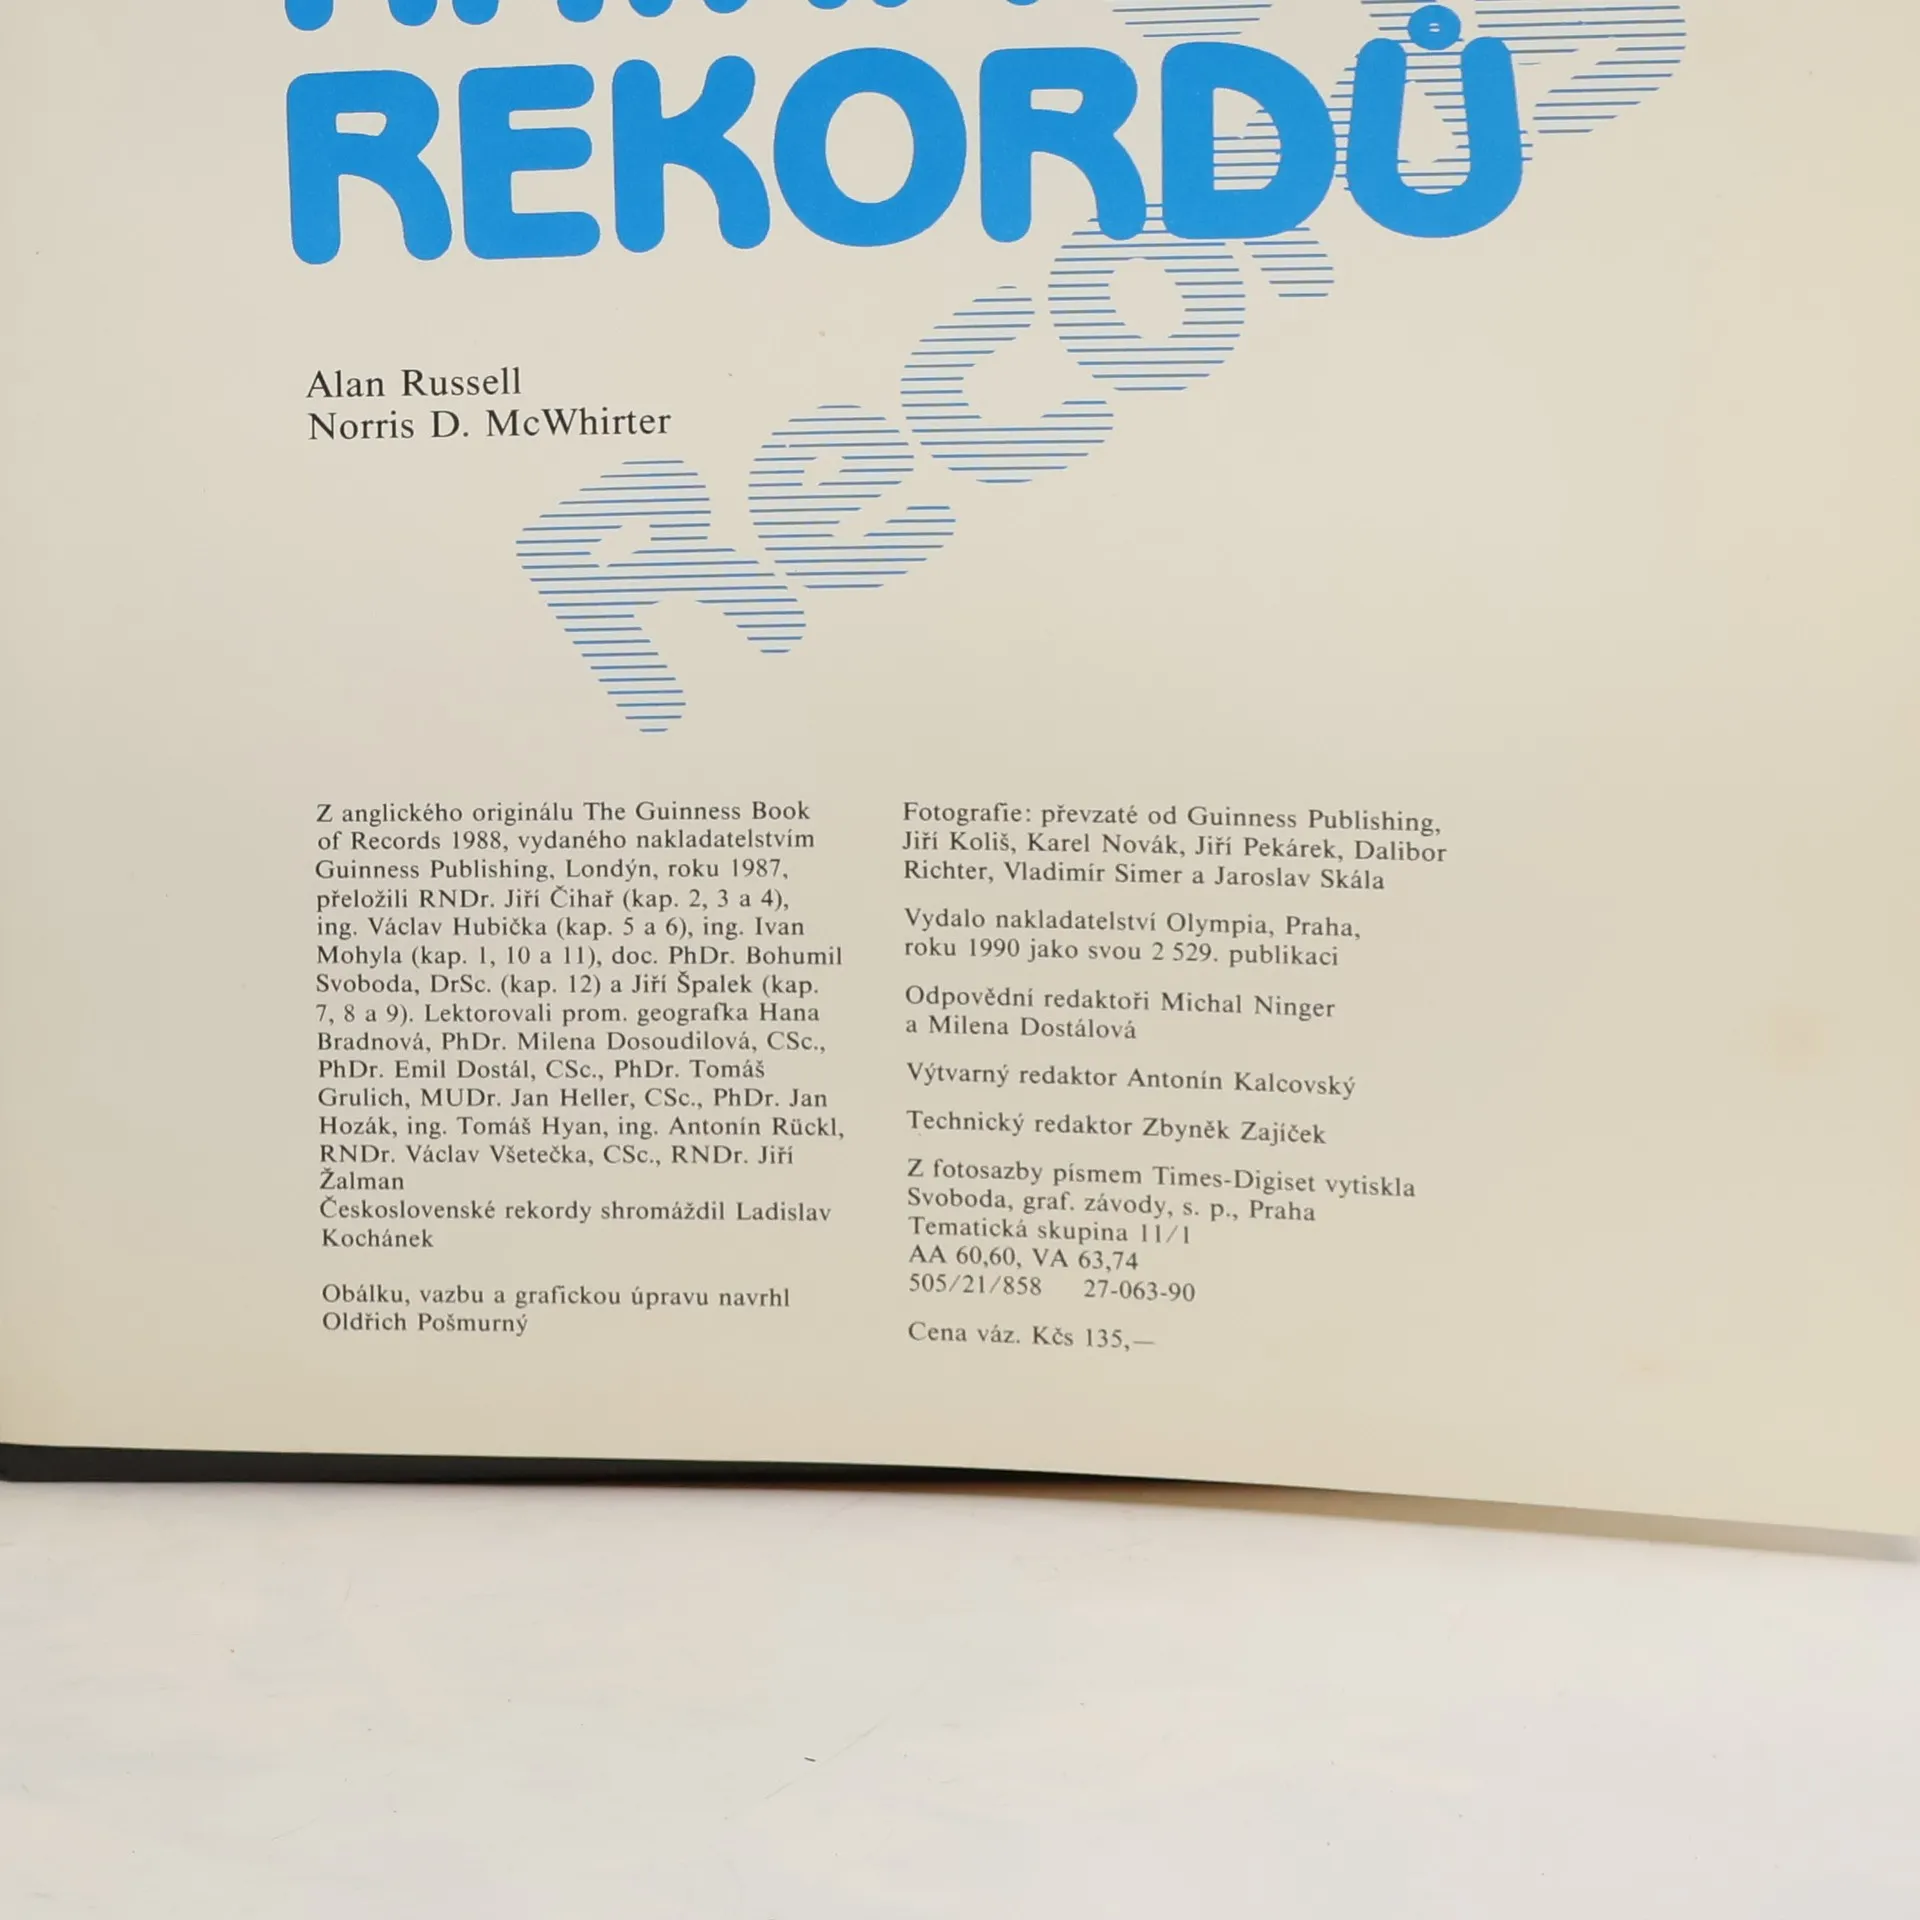 REKORDŮ
Record
Alan Russell
Norris D. McWhirter
Z anglického originálu The Guinness Book
of Records 1988, vydaného nakladatelstvím
Guinness Publishing, Londýn, roku 1987,
přeložili RNDr. Jiří Čihař (kap. 2, 3 a 4),
ing. Václav Hubička (kap. 5 a 6), ing. Ivan
Mohyla (kap. 1, 10 a 11), doc. PhDr. Bohumil
Svoboda, DrSc. (kap. 12) a Jiří Špalek (kap.
7, 8 a 9). Lektorovali prom. geografka Hana
Bradnová, PhDr. Milena Dosoudilová, CSc.,
PhDr. Emil Dostál, CSc., PhDr. Tomáš
Grulich, MUDr. Jan Heller, CSc., PhDr. Jan
Hozák, ing. Tomáš Hyan, ing. Antonín Rückl,
RNDr. Václav Všetečka, CSc., RNDr. Jiří
Žalman
Československé rekordy shromáždil Ladislav
Kochánek
Obálku, vazbu a grafickou úpravu navrhl
Oldřich Pošmurný
Fotografie: převzaté od Guinness Publishing,
Jiří Koliš, Karel Novák, Jiří Pekárek, Dalibor
Richter, Vladimír Simer a Jaroslav Skála
Vydalo nakladatelství Olympia, Praha,
roku 1990 jako svou 2 529. publikaci
Odpovědní redaktoři Michal Ninger
a Milena Dostálová
Výtvarný redaktor Antonín Kalcovský
Technický redaktor Zbyněk Zajíček
Z fotosazby písmem Times-Digiset vytiskla
Svoboda, graf. závody, s. p., Praha
Tematická skupina 11/1
AA 60,60, VA 63,74
505/21/858 27-063-90
Cena váz. Kčs 135,—